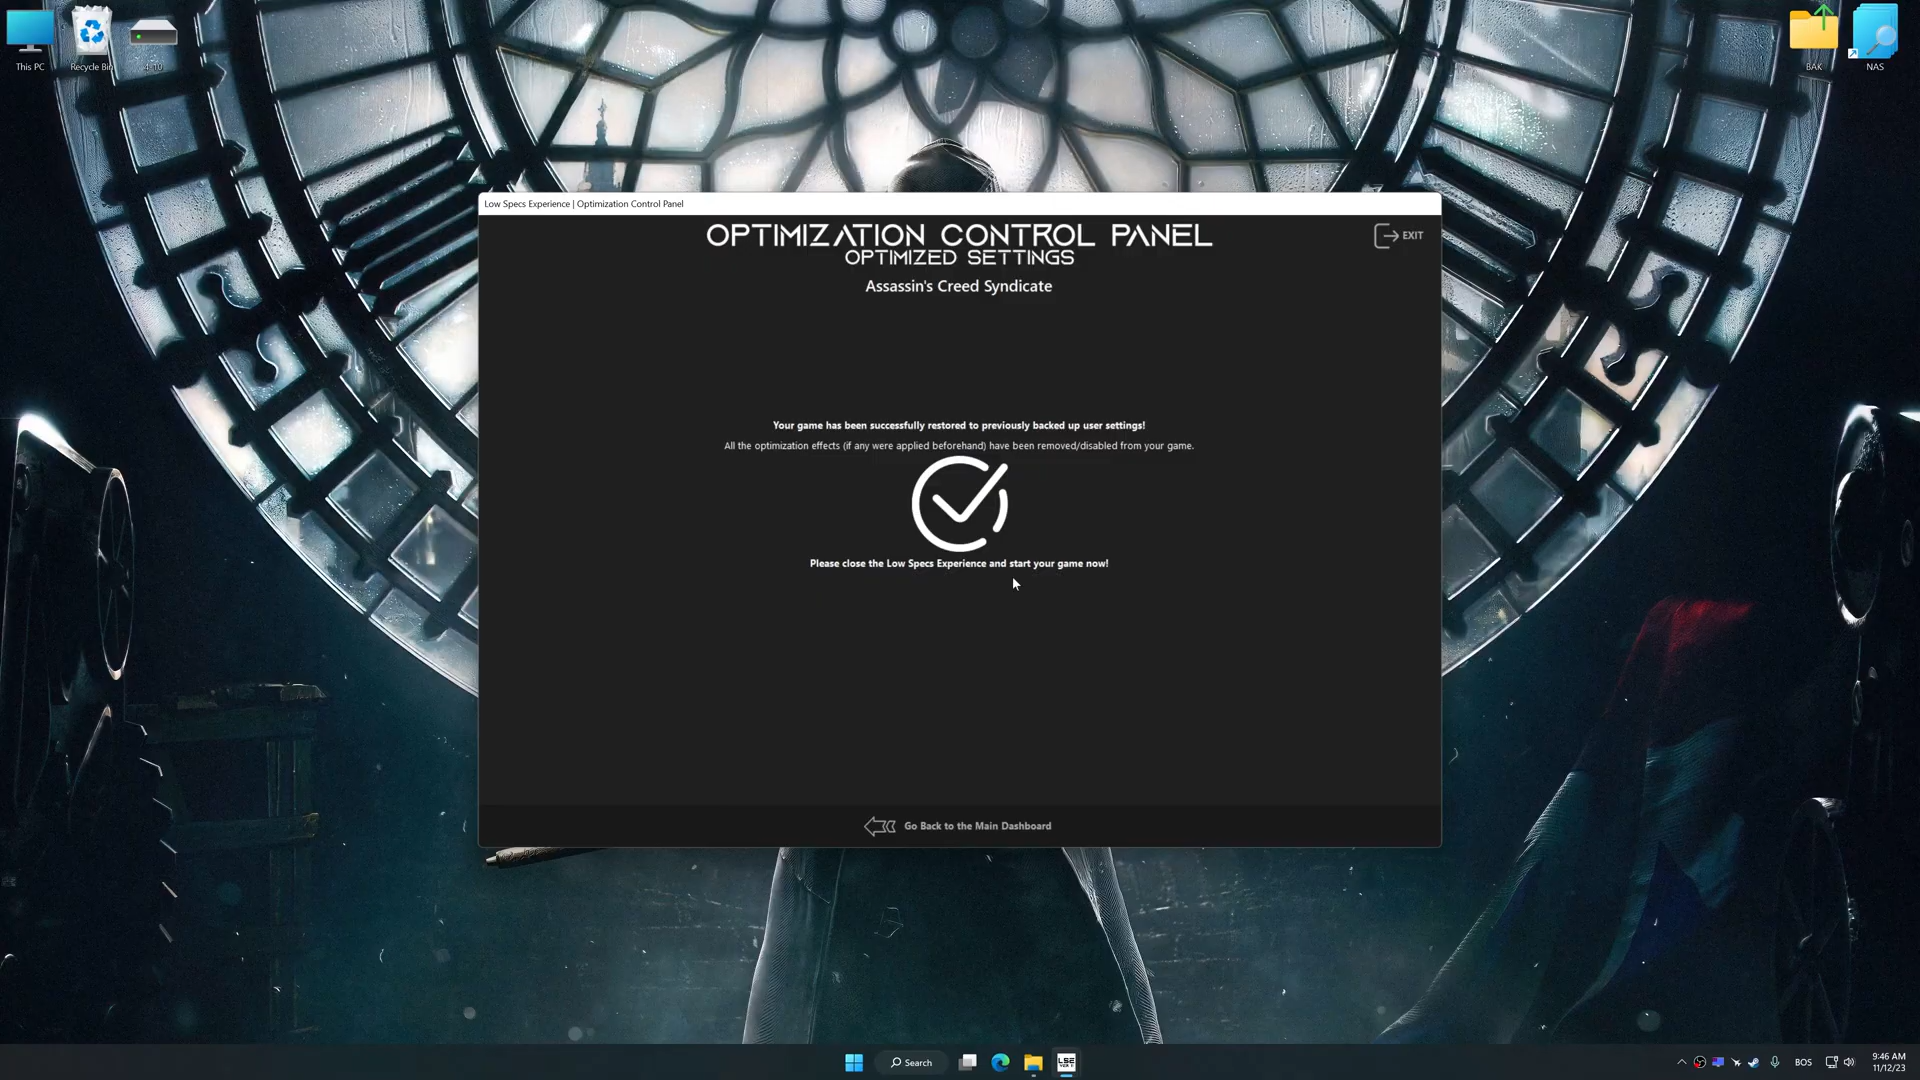 This PC
Recycle Bin
4-10
BAK
NAS
Low Specs Experience | Optimization Control Panel
OPTIMIZATION CONTROL PANEL
EXIT
OPTIMIZED SETTINGS
Assassin's Creed Syndicate
Your game has been successfully restored to previously backed up user settings!
All the optimization effects (if any were applied beforehand) have been removed/disabled from your game.
Please close the Low Specs Experience and start your game now!
Go Back to the Main Dashboard
Search
LSE
BOS
9:46 AM
11/12/23